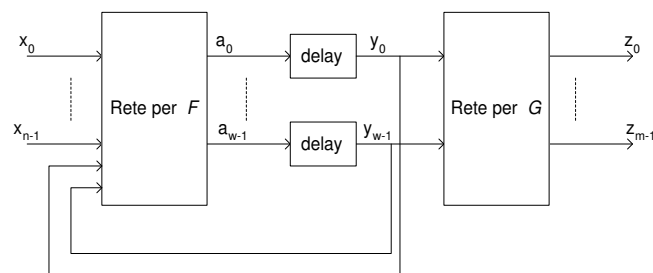 x0 a0 delay y0 z0
Rete per F Rete per G
xn-1 aw-1 delay yw-1 zm-1